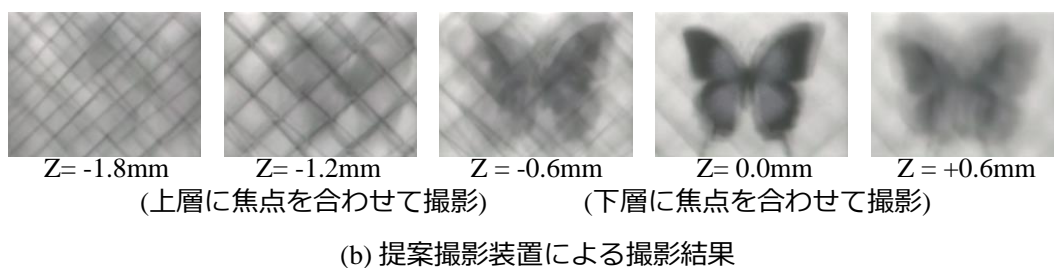 Z= -1.8mm Z= -1.2mm Z = -0.6mm Z= 0.0mm Z = +0.6mm
(上層に焦点を合わせて撮影) (下層に焦点を合わせて撮影)
(b) 提案撮影装置による撮影結果